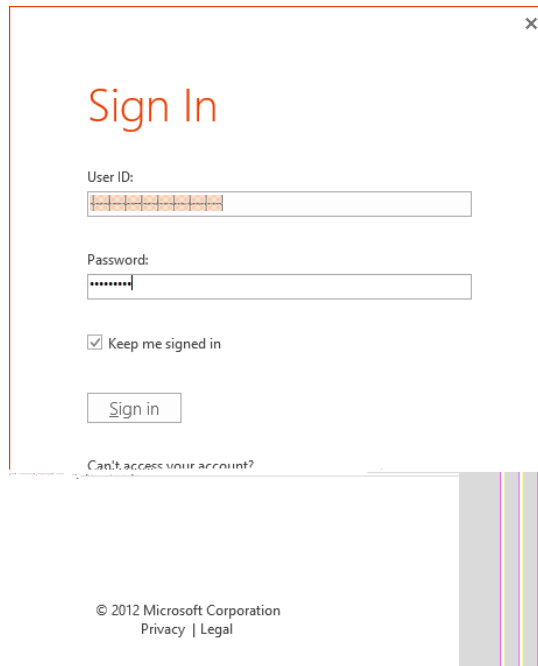 Sign In
User ID:
Password:
Keep me signed in
Sign in
Can't access your account?
© 2012 Microsoft Corporation
Privacy | Legal